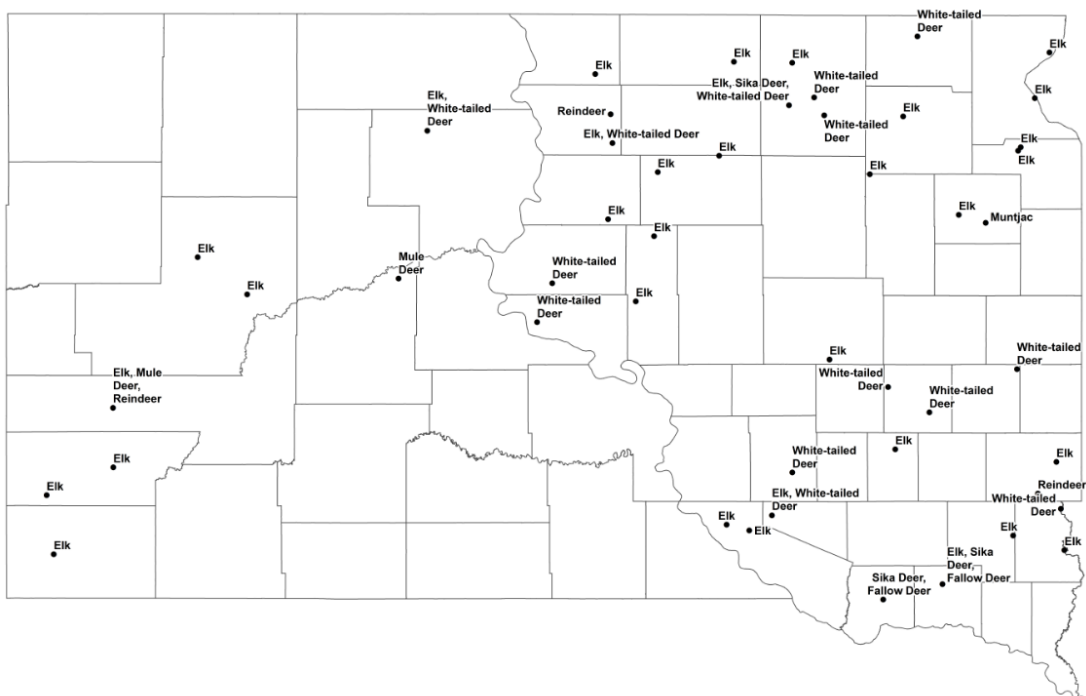 White-tailed
Deer
Elk
Elk
Elk
Elk
Elk, Sika Deer,
White-tailed Deer
White-tailed
Deer
Elk
Elk,
White-tailed
Deer
Reindeer
Elk
White-tailed
Deer
Elk, White-tailed Deer
Elk
Elk
Elk
Elk
Elk
Elk
Elk
Muntjac
Elk
Elk
Mule
Deer
White-tailed
Deer
Elk
Elk
White-tailed
Deer
Elk
White-tailed
Deer
Elk, Mule
Deer,
Reindeer
White-tailed
Deer
White-tailed
Deer
Elk
White-tailed
Deer
Elk
Elk
Elk
Reindeer
Elk, White-tailed
Deer
White-tailed
Deer
Elk
Elk
Elk
Elk
Elk
Elk, Sika
Deer,
Fallow Deer
Sika Deer,
Fallow Deer